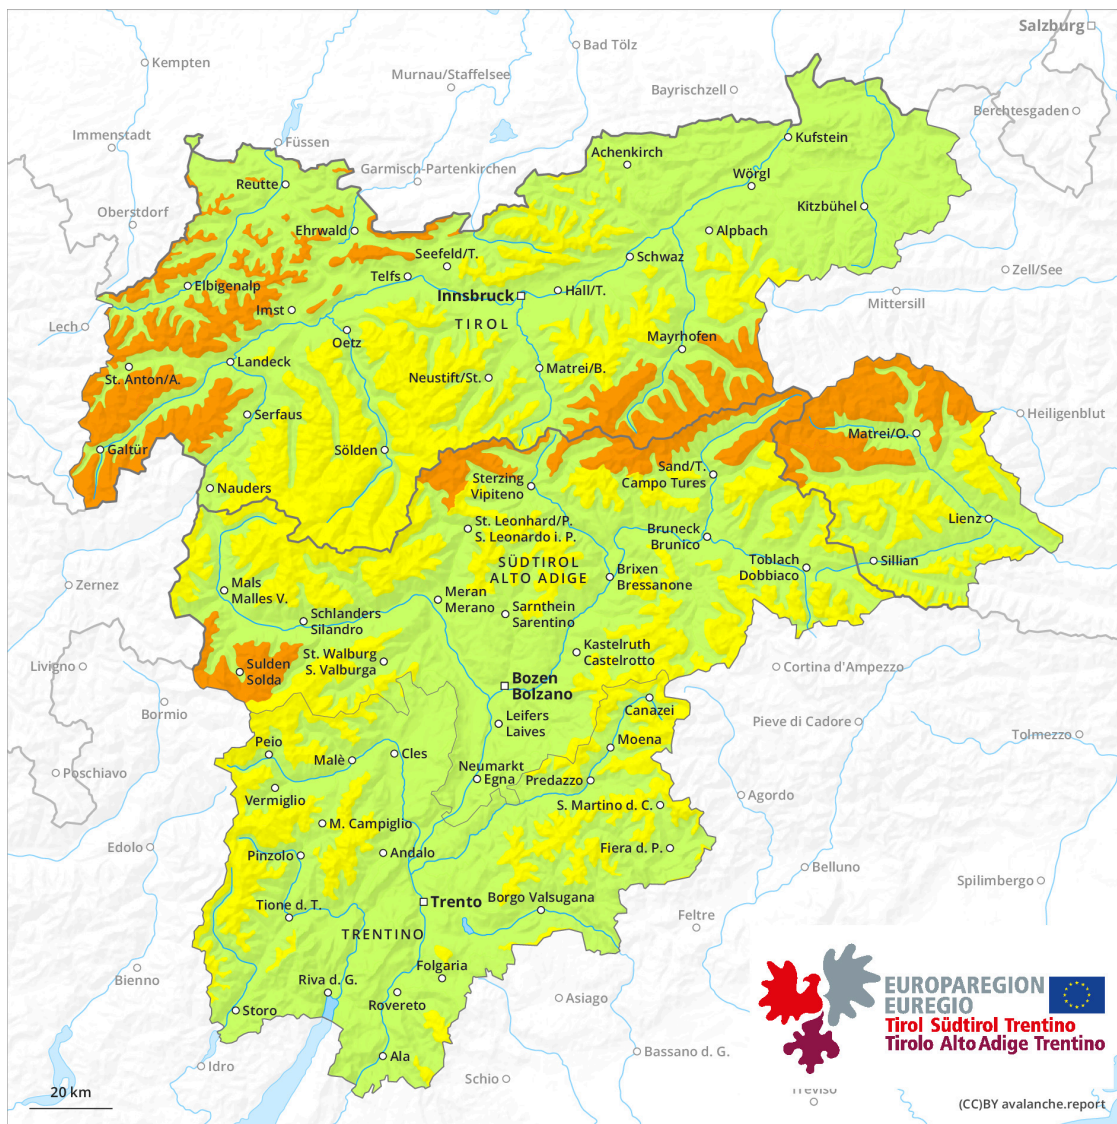 Salzburg
Bad Tölz
Kempten
Murnau/Staffelsee
Bayrischzell
Berchtesgaden
Immenstadt
Füssen
Kufstein
Achenkirch
Garmisch-Partenkirchen
Wörgl
Reutte
Kitzbühel
Oberstdorf
Ehrwald
Alpbach
Seefeld/T.
Schwaz
Zell/See
Telfs
Elbigenalp
Hall/T.
Innsbruck
Mittersill
Imst
Lech
TIROL
Oetz
Mayrhofen
Landeck
Matrei/B.
St. Anton/A.
Neustift/St.
Serfaus
Heiligenblut
Matrei/O.
Galtür
Sölden
Sand/T.
Campo Tures
Sterzing
Vipiteno
Nauders
Lienz
St. Leonhard/P.
S. Leonardo i. P.
Bruneck
Brunico
SÜDTIROL
ALTO ADIGE
Toblach
Dobbiaco
Sillian
Brixen
Bressanone
Zernez
Mals
Malles V.
Meran
Merano
Schlanders
Silandro
Sarnthein
Sarentino
Kastelruth
Castelrotto
St. Walburg
S. Valburga
Livigno
Sulden
Solda
Cortina d'Ampezzo
Bozen
Bolzano
Canazei
Bormio
Leifers
Laives
Pieve di Cadore
Tolmezzo
Peio
Moena
Cles
Malè
Poschiavo
Neumarkt
Egna
Predazzo
Vermiglio
Agordo
S. Martino d. C.
M. Campiglio
Edolo
Pinzolo
Andalo
Fiera d. P.
Belluno
Spilimbergo
Trento
Borgo Valsugana
Tione d. T.
Feltre
TRENTINO
Bienno
Folgaria
Riva d. G.
Asiago
Rovereto
Storo
EUROPAREGION
EUREGIO
Tirol Südtirol Trentino
Tirolo Alto Adige Trentino
Ala
Bassano d. G.
Idro
Schio
Treviso
20 km
(CC)BY avalanche.report